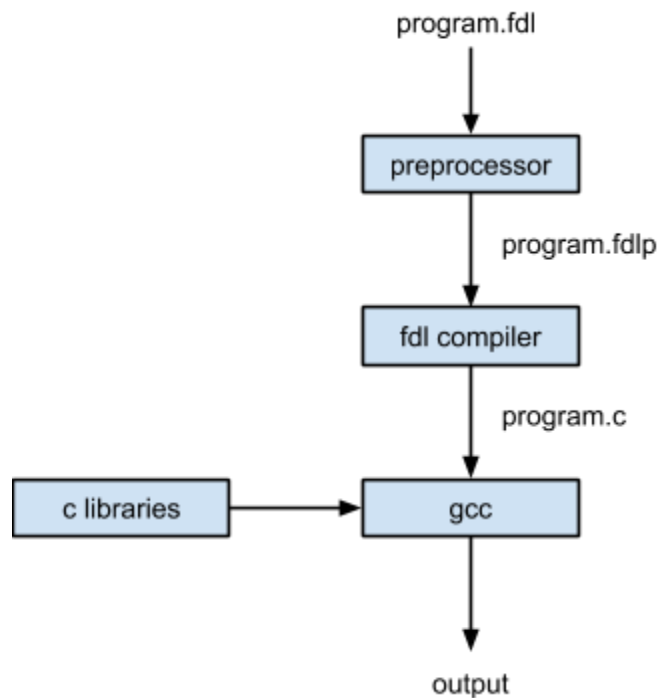 program.fdl
preprocessor
program.fdlp
fdl compiler
program.c
c libraries
gcc
output